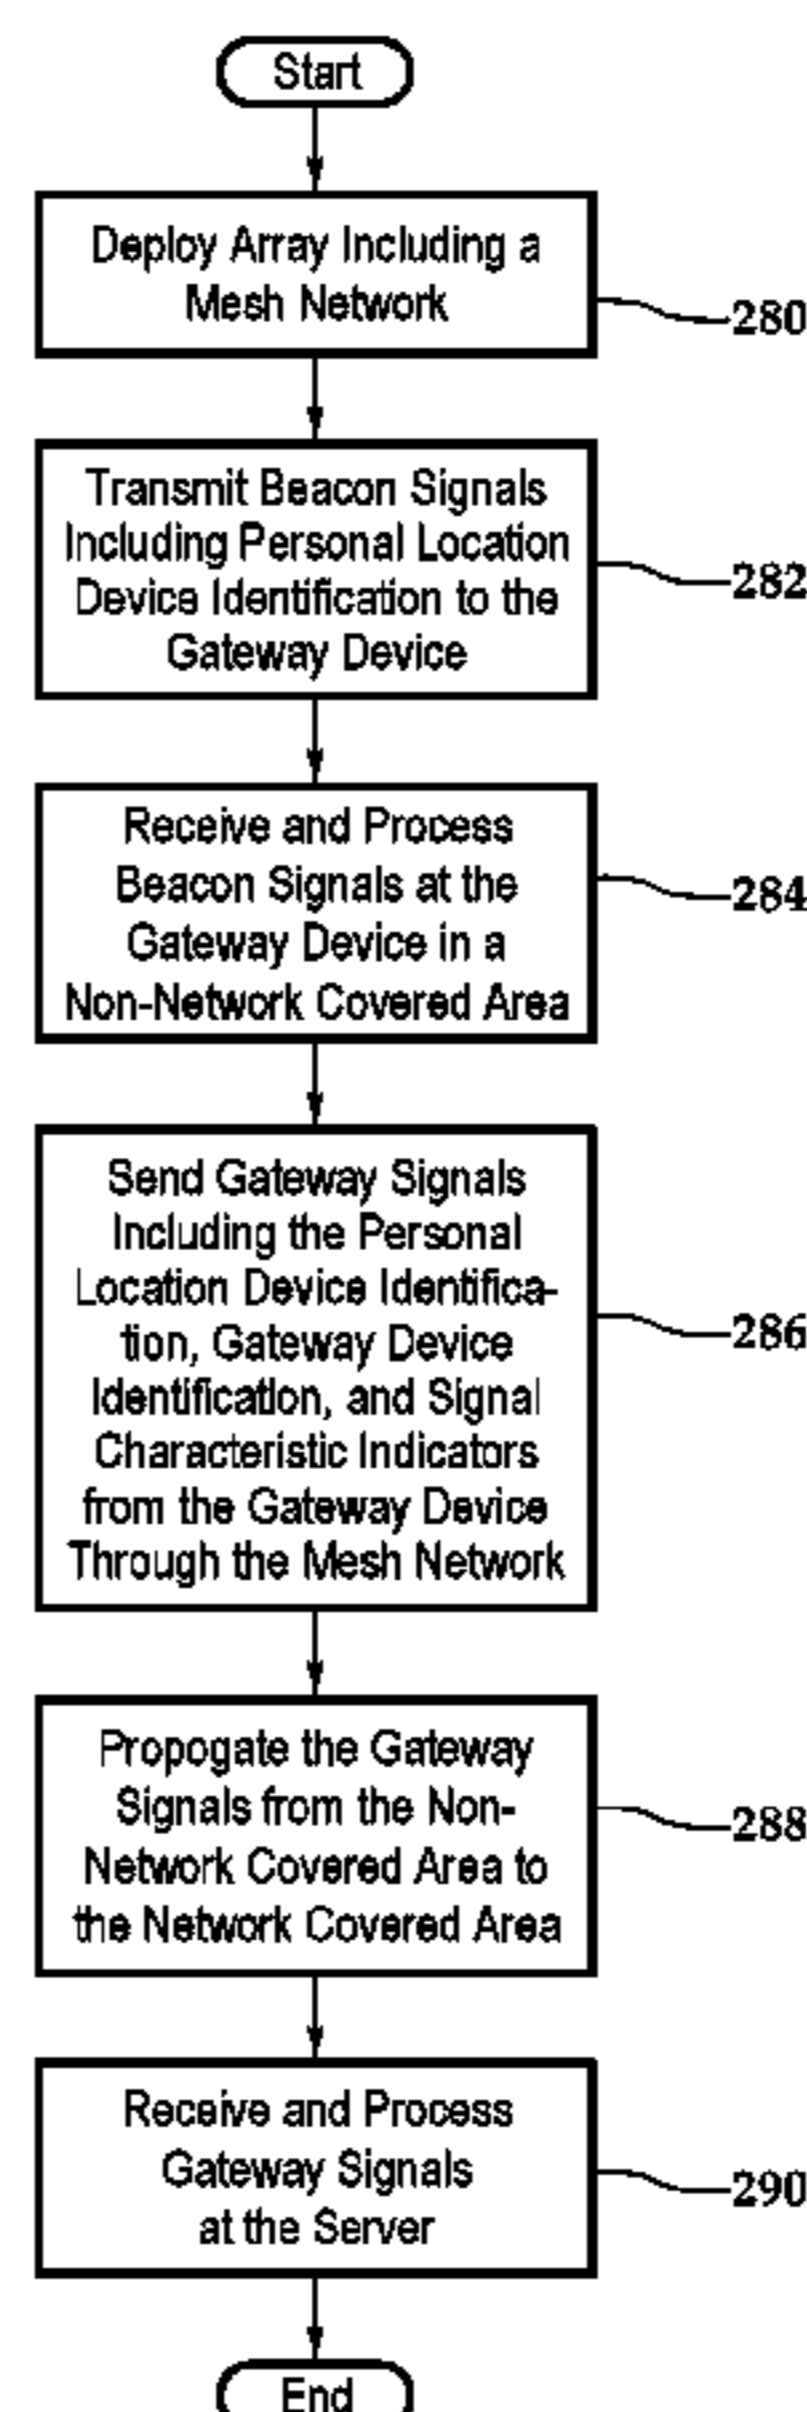 Start
Deploy Array Including a
Mesh Network
280
Transmit Beacon Signals
Including Personal Location
Device Identification to the
Gateway Device
282
Receive and Process
Beacon Signals at the
Gateway Device in a
Non-Network Covered Area
284
Send Gateway Signals
Including the Personal
Location Device Identifica-
tion, Gateway Device
Identification, and Signal
Characteristic Indicators
from the Gateway Device
Through the Mesh Network
286
Propogate the Gateway
Signals from the Non-
Network Covered Area to
the Network Covered Area
288
Receive and Process
Gateway Signals
at the Server
290
End